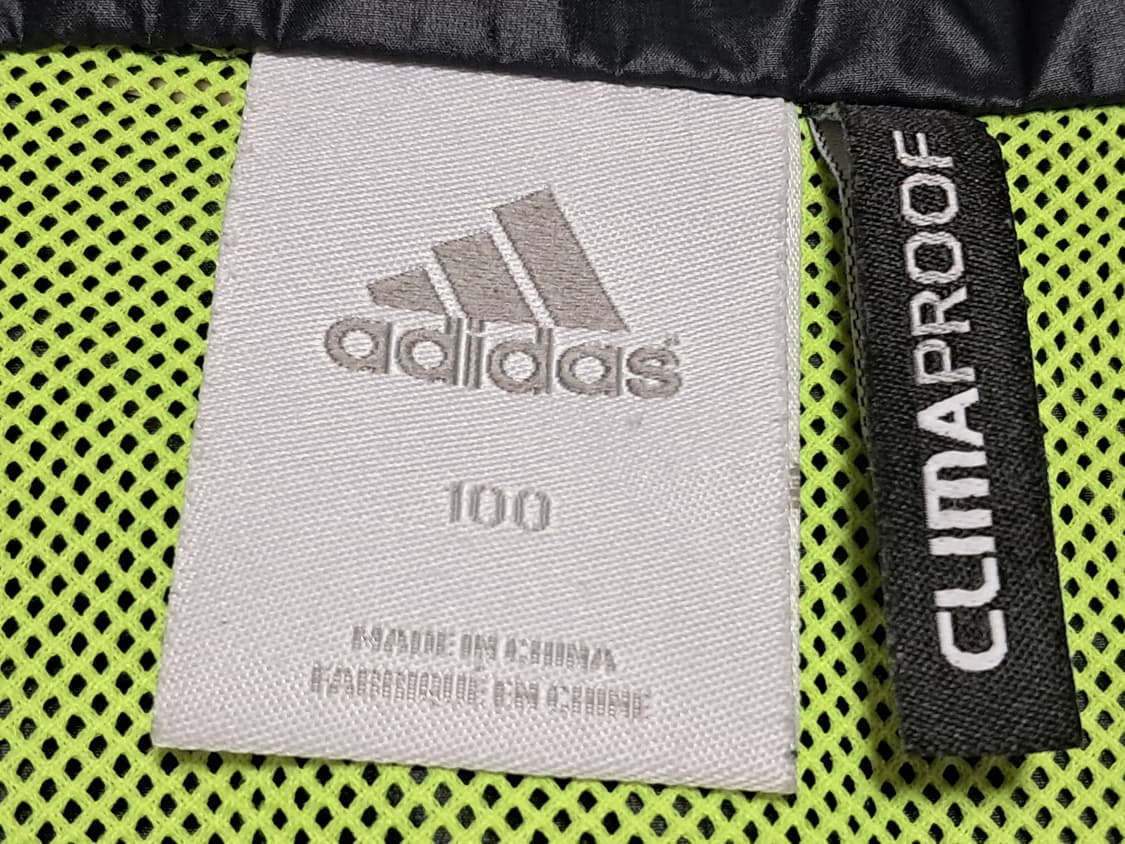 adidas
100
MADE IN CHINA
FABRIQUÉ EN CHINE
CLIMAPROOF